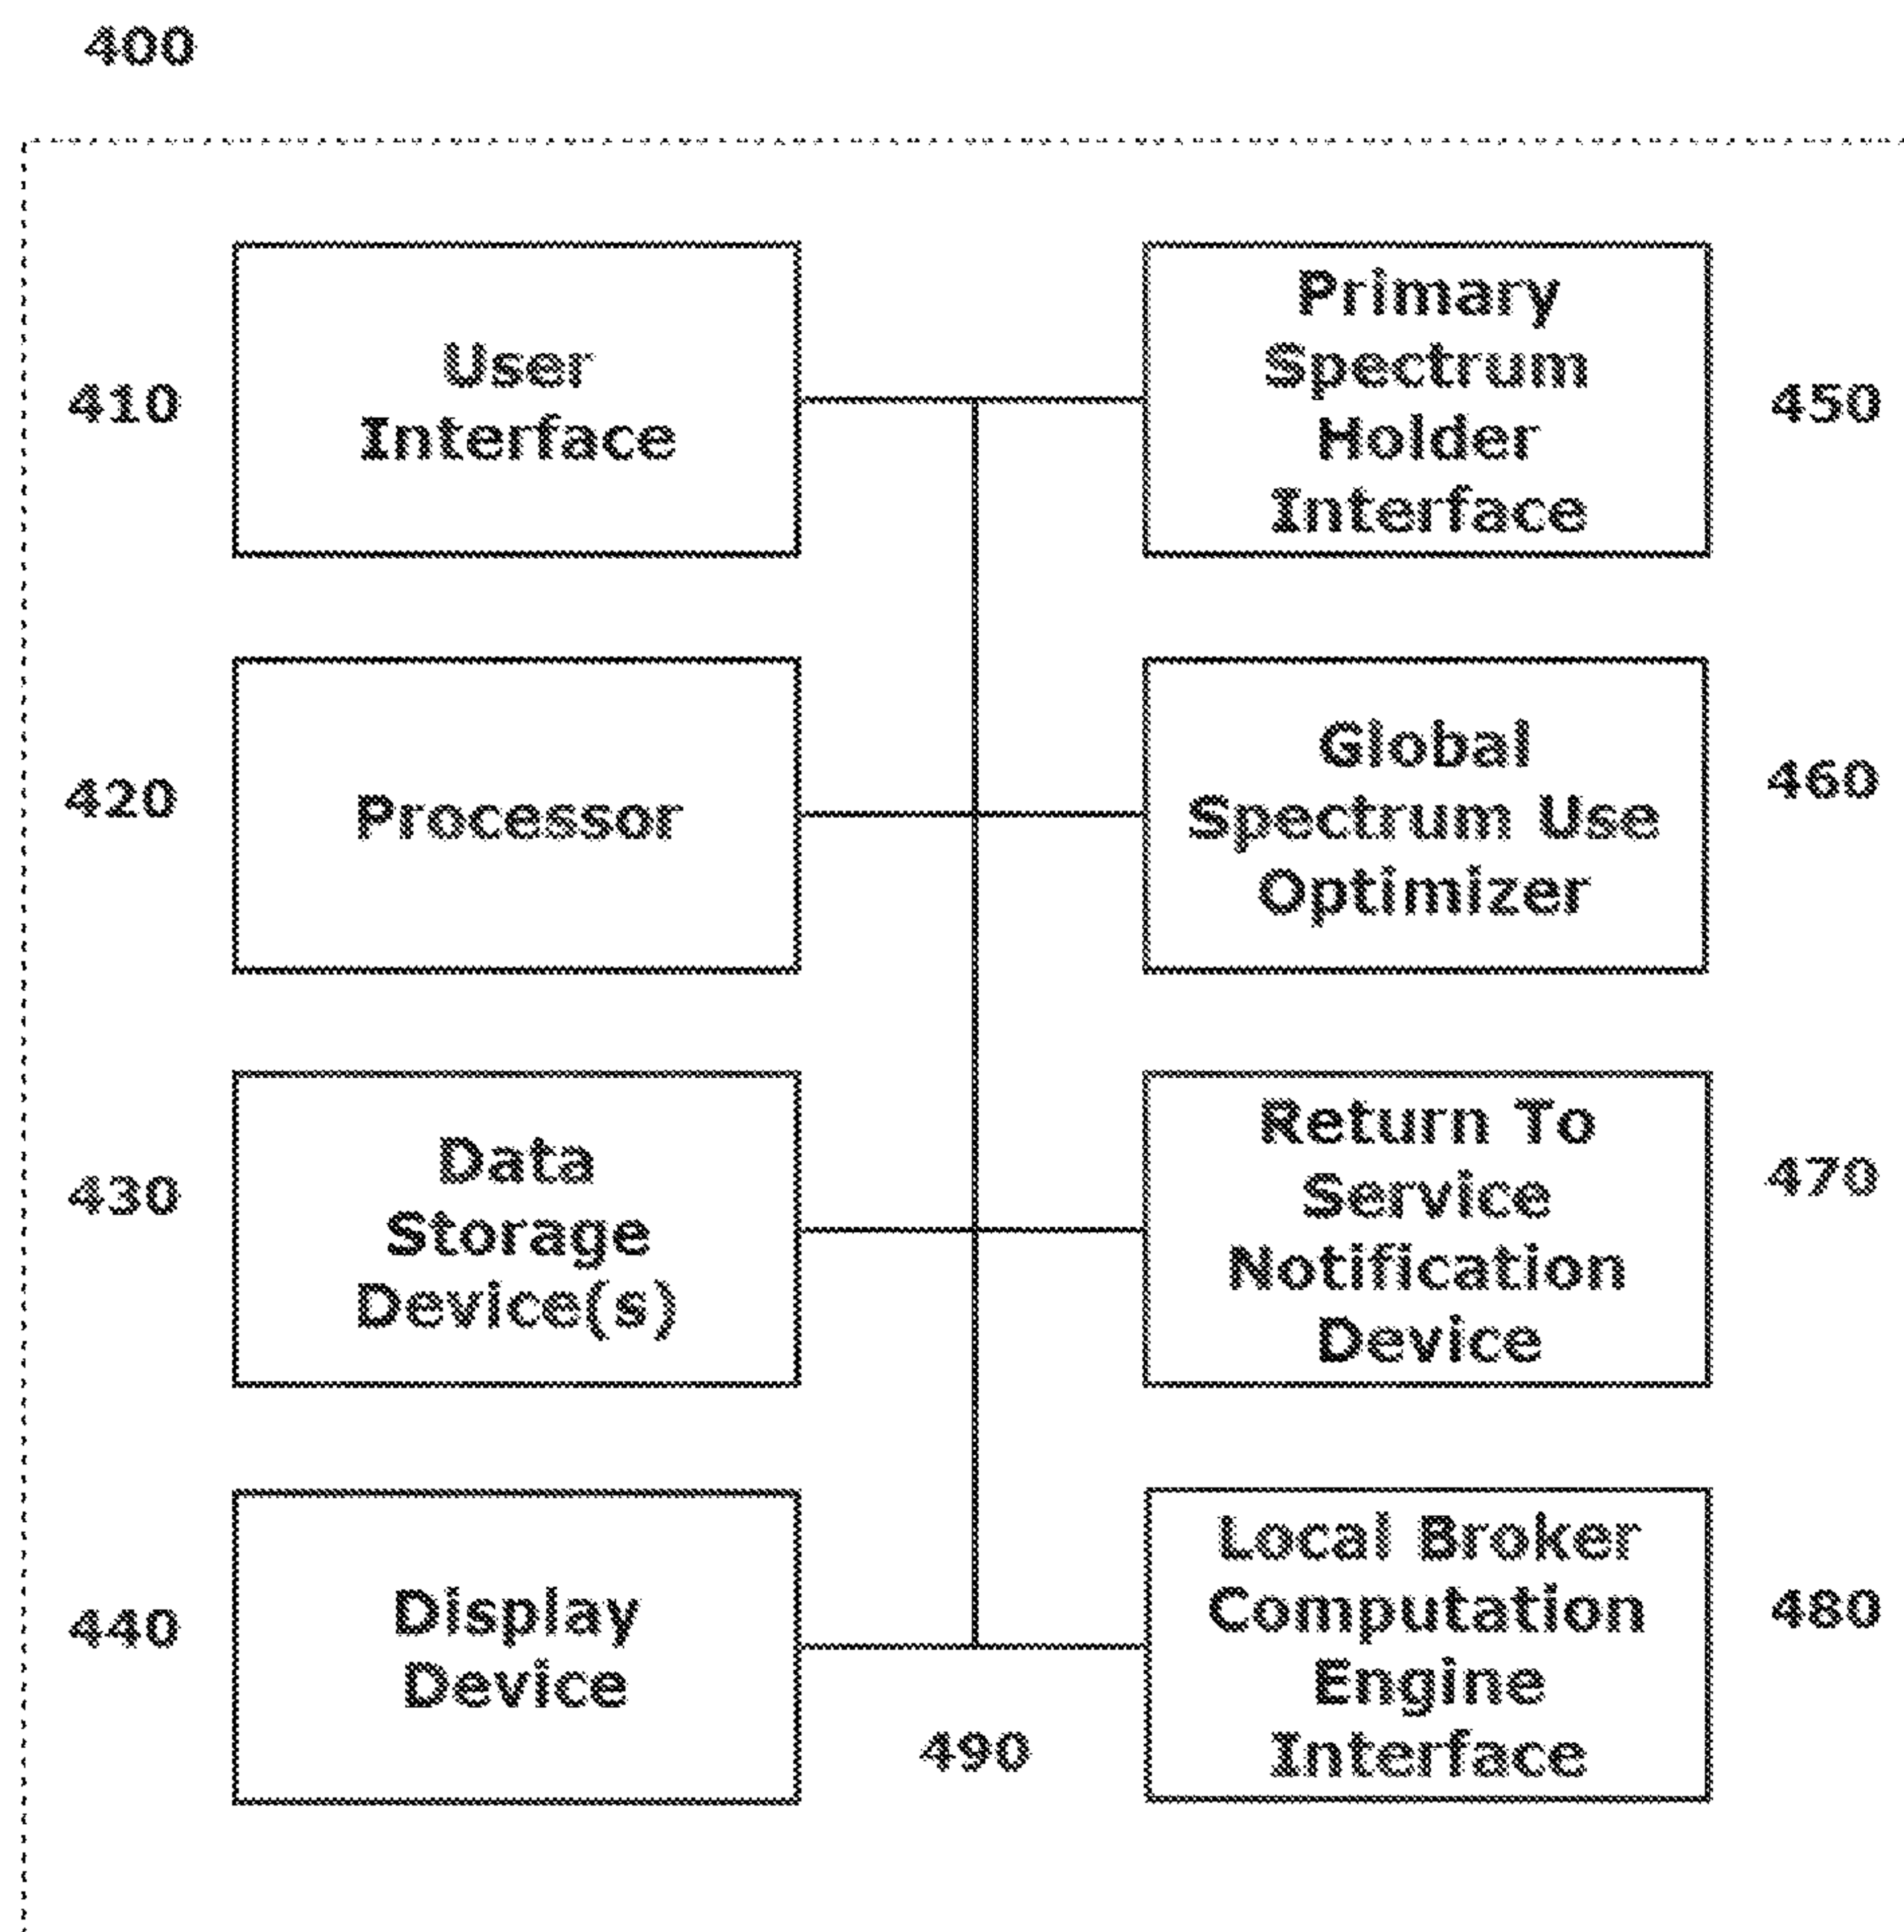 400
410
User
Interface
Primary
Spectrum
Holder
Interface
450
420
Processor
Global
Spectrum Use
Optimizer
460
430
Data
Storage
Device(s)
Return To
Service
Notification
Device
470
440
Display
Device
Local Broker
Computation
Engine
Interface
480
490